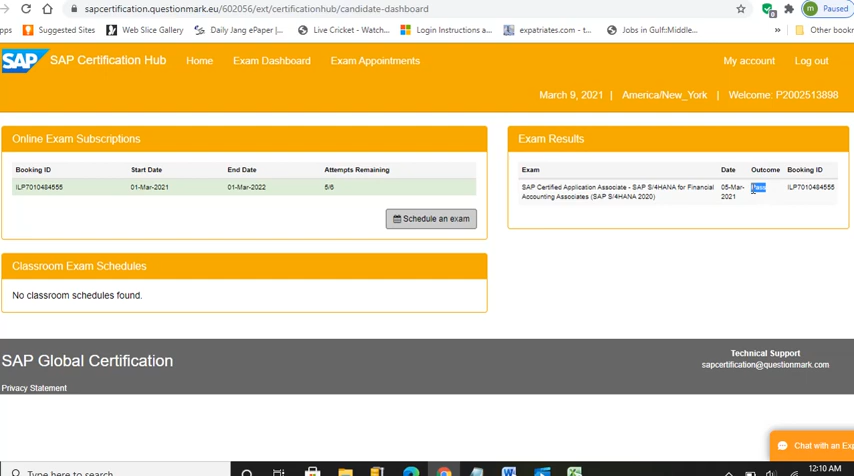 sapcertification.questionmark.eu/602056/ext/certificationhub/candidate-dashboard
m Paused
pps Suggested Sites Web Slice Gallery Daily Jang ePaper |... Live Cricket - Watch... Login Instructions a... expatriates.com - th... Jobs in Gulf:Middle... » Other bookr
SAP SAP Certification Hub Home Exam Dashboard Exam Appointments My account Log out
March 9, 2021 | America/New_York | Welcome: P2002513898
Online Exam Subscriptions
Booking ID Start Date End Date Attempts Remaining
ILP7010484555 01-Mar-2021 01-Mar-2022 5/6
Schedule an exam
Exam Results
Exam Date Outcome Booking ID
SAP Certified Application Associate - SAP S/4HANA for Financial 05-Mar- Pass ILP7010484555
Accounting Associates (SAP S/4HANA 2020) 2021
Classroom Exam Schedules
No classroom schedules found.
SAP Global Certification
Technical Support
sapcertification@questionmark.com
Privacy Statement
Chat with an Exp
Type here to search
12:10 AM